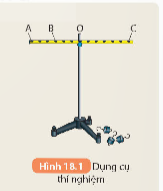 A B O C
Hình 18.1 Dụng cụ
thí nghiệm